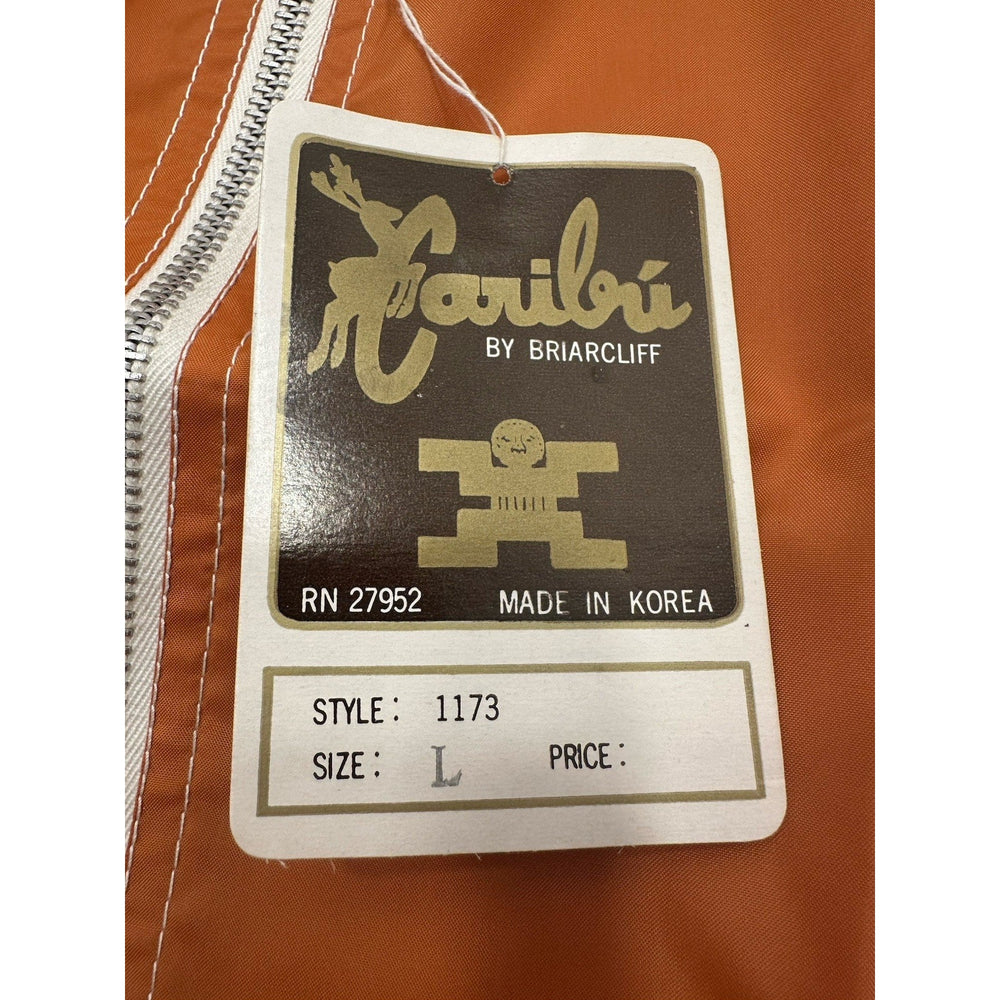 Caribú
BY BRIARCLIFF
RN 27952 MADE IN KOREA
STYLE: 1173
SIZE: L PRICE: